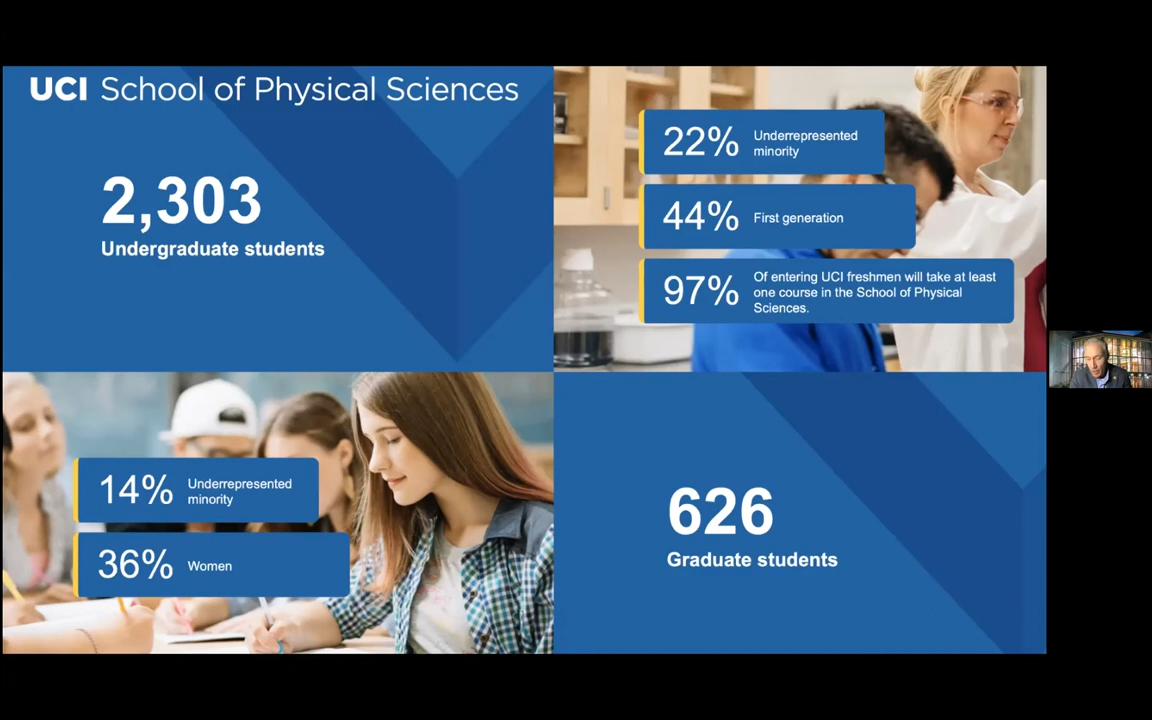 UCI School of Physical Sciences
2,303
Undergraduate students
22% Underrepresented
minority
44% First generation
97% Of entering UCI freshmen will take at least
one course in the School of Physical
Sciences.
14% Underrepresented
minority
36% Women
626
Graduate students